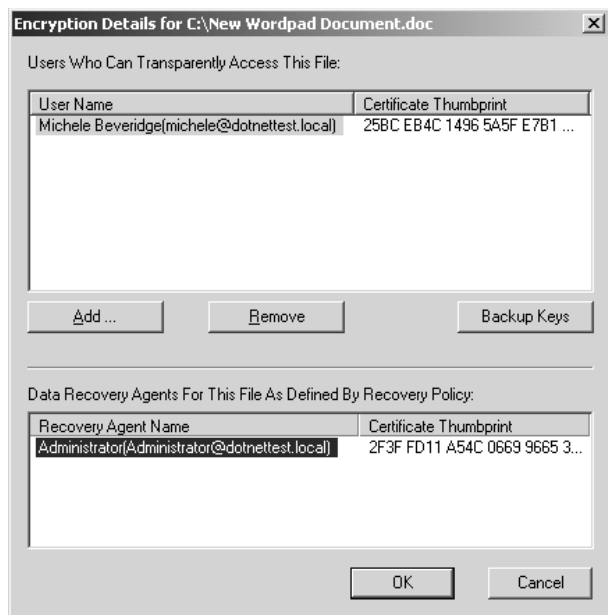 Encryption Details for C:\New Wordpad Document.doc
Users Who Can Transparently Access This File:
User Name Certificate Thumbprint
Michele Beveridge(michele@dotnettest.local) 25BC EB4C 1496 5A5F E7B1 ...
Add ... Remove Backup Keys
Data Recovery Agents For This File As Defined By Recovery Policy:
Recovery Agent Name Certificate Thumbprint
Administrator(Administrator@dotnettest.local) 2F3F FD11 A54C 0669 9665 3...
OK Cancel